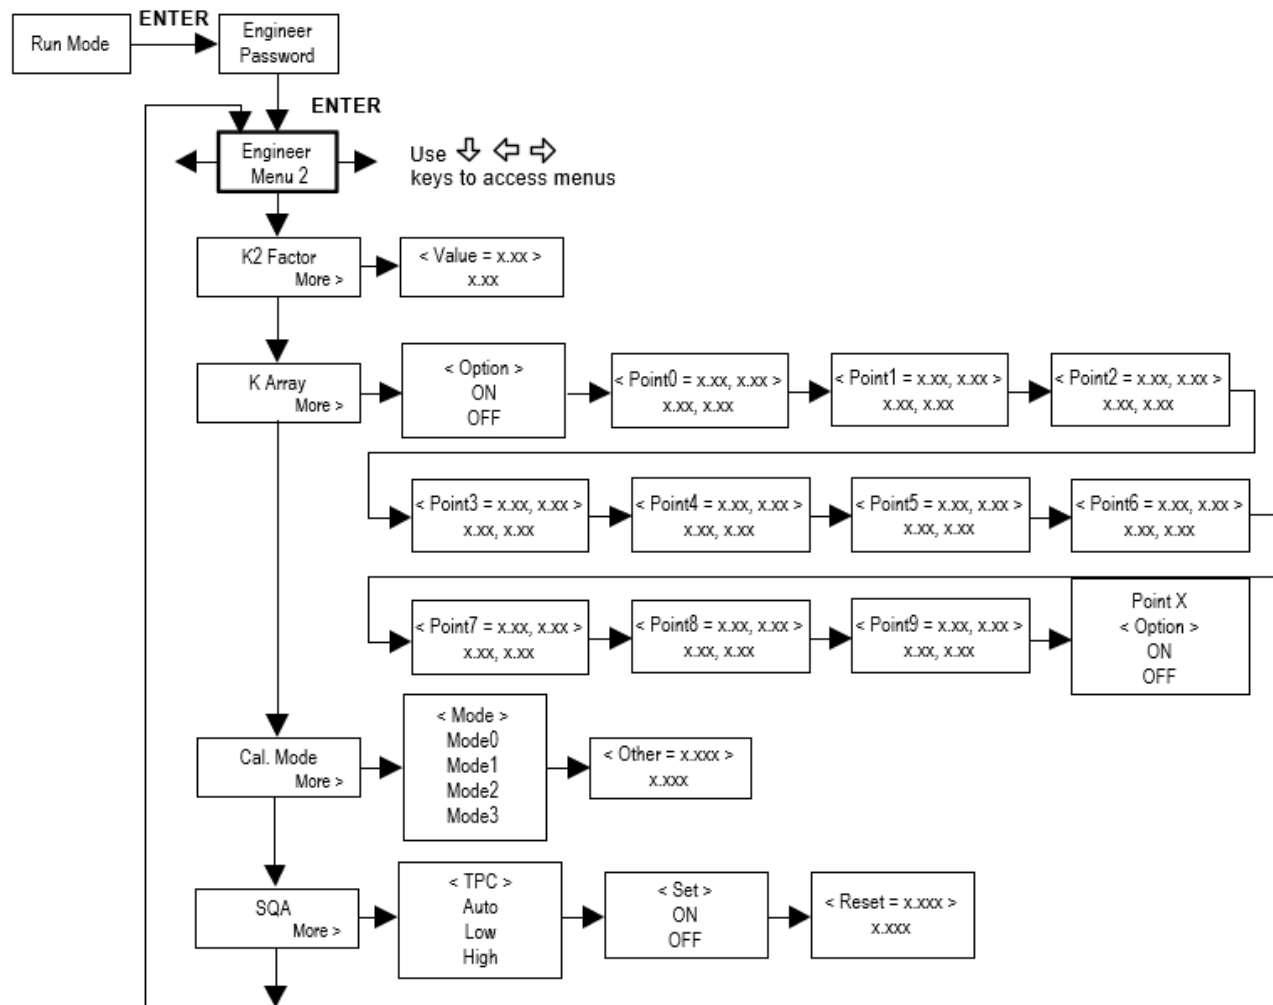 ENTER
Run Mode
Engineer
Password
ENTER
Engineer
Menu 2
Use
keys to access menus
K2 Factor
More >
< Value = x.xx >
x.xx
K Array
More >
< Option >
ON
OFF
< Point0 = x.xx, x.xx >
x.xx, x.xx
< Point1 = x.xx, x.xx >
x.xx, x.xx
< Point2 = x.xx, x.xx >
x.xx, x.xx
< Point3 = x.xx, x.xx >
x.xx, x.xx
< Point4 = x.xx, x.xx >
x.xx, x.xx
< Point5 = x.xx, x.xx >
x.xx, x.xx
< Point6 = x.xx, x.xx >
x.xx, x.xx
< Point7 = x.xx, x.xx >
x.xx, x.xx
< Point8 = x.xx, x.xx >
x.xx, x.xx
< Point9 = x.xx, x.xx >
x.xx, x.xx
Point X
< Option >
ON
OFF
Cal. Mode
More >
< Mode >
Mode0
Mode1
Mode2
Mode3
< Other = x.xxx >
x.xxx
SQA
More >
< TPC >
Auto
Low
High
< Set >
ON
OFF
< Reset = x.xxx >
x.xxx